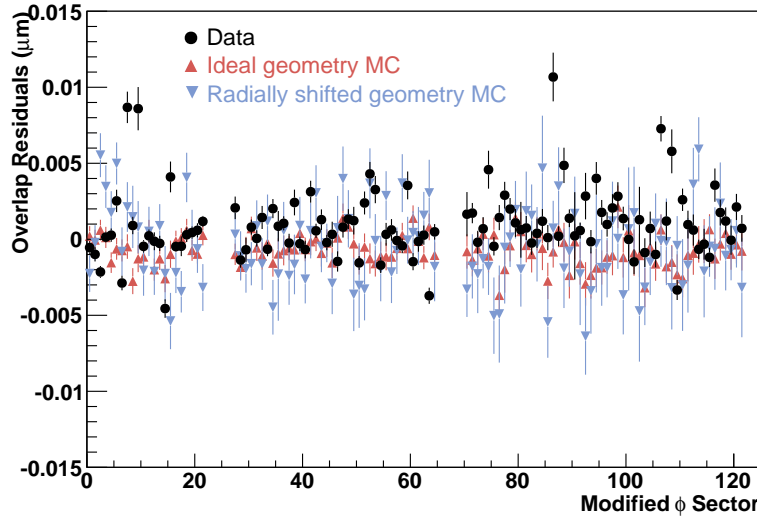 0.015
0.01
0.005
0
-0.005
-0.01
-0.015
Overlap Residuals (μm)
Data
Ideal geometry MC
Radially shifted geometry MC
0 20 40 60 80 100 120
Modified ϕ Sector